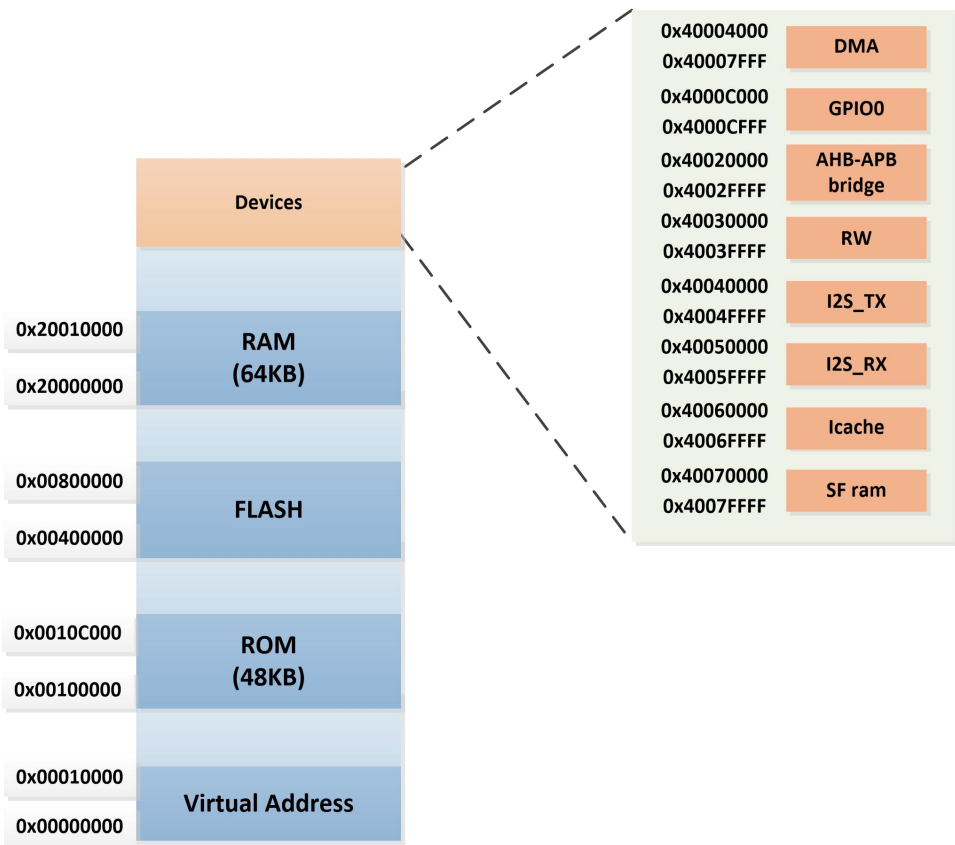 Devices
0x20010000
RAM
(64KB)
0x20000000
0x00800000
FLASH
0x00400000
0x0010C000
ROM
(48KB)
0x00100000
0x00010000
Virtual Address
0x00000000
0x40004000
DMA
0x40007FFF
0x4000C000
GPIO0
0x4000CFFF
0x40020000
AHB-APB
bridge
0x4002FFFF
0x40030000
RW
0x4003FFFF
0x40040000
I2S_TX
0x4004FFFF
0x40050000
I2S_RX
0x4005FFFF
0x40060000
Icache
0x4006FFFF
0x40070000
SF ram
0x4007FFFF